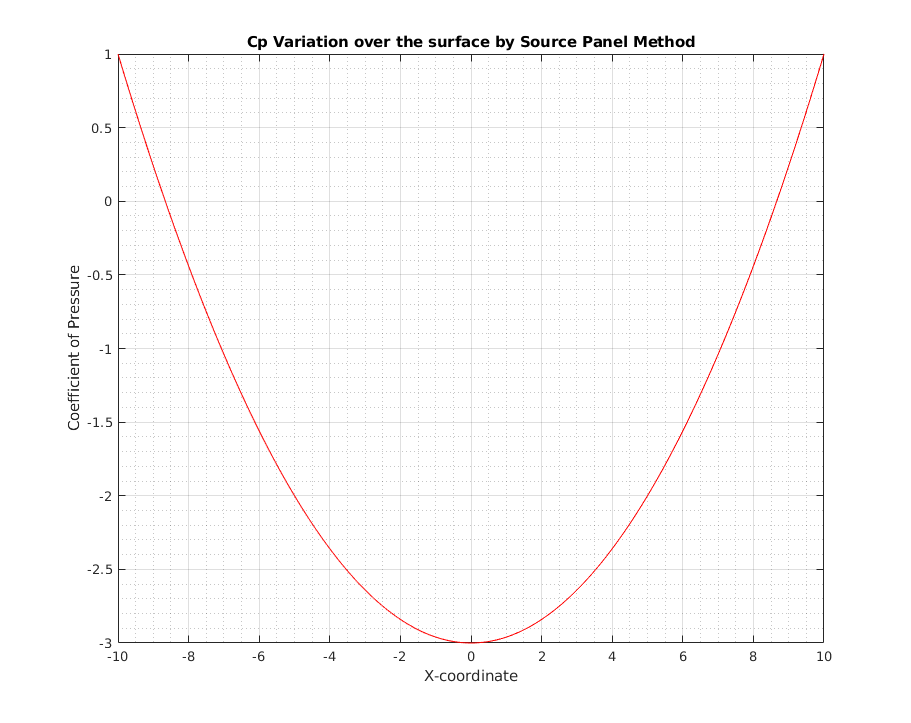 Cp Variation over the surface by Source Panel Method
1
0.5
0
-0.5
-1
-1.5
-2
-2.5
-3
Coefficient of Pressure
-10 -8 -6 -4 -2 0 2 4 6 8 10
X-coordinate